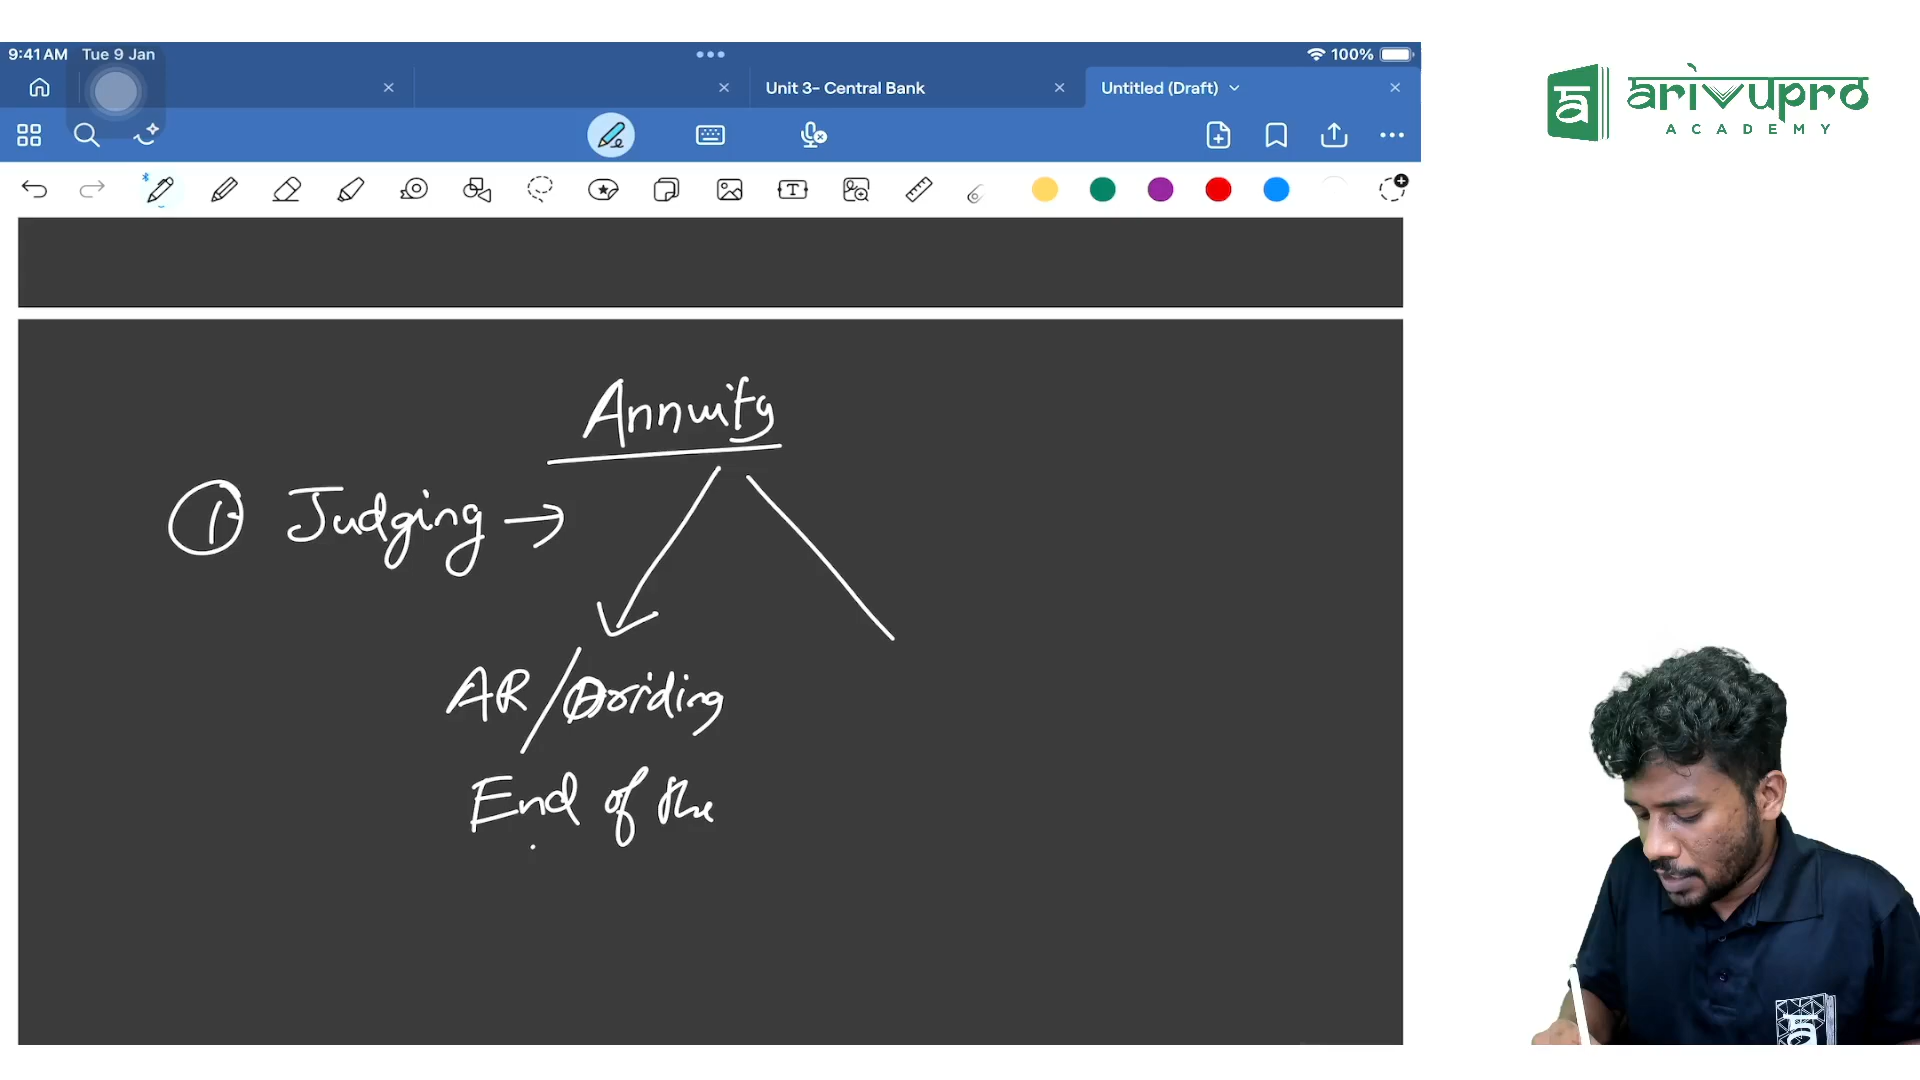 9:41 AM Tue 9 Jan
100%
Unit 3- Central Bank
Untitled (Draft)
arivupro
ACADEMY
Annuity
① Judging →
AR/
End of the